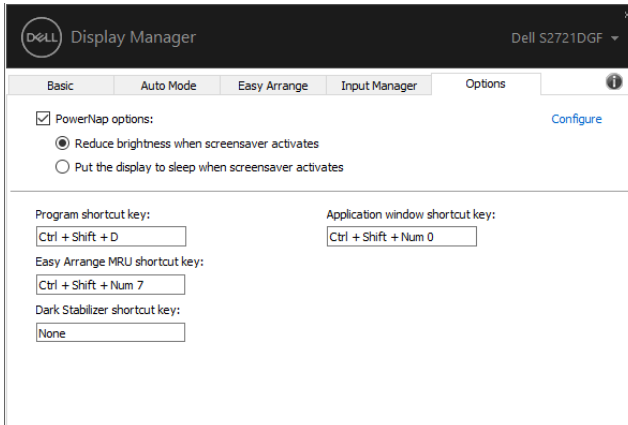 DELL Display Manager Dell S2721DGF
Basic Auto Mode Easy Arrange Input Manager Options
PowerNap options: Configure
Reduce brightness when screensaver activates
Put the display to sleep when screensaver activates
Program shortcut key: Application window shortcut key:
Ctrl + Shift + D Ctrl + Shift + Num 0
Easy Arrange MRU shortcut key:
Ctrl + Shift + Num 7
Dark Stabilizer shortcut key:
None